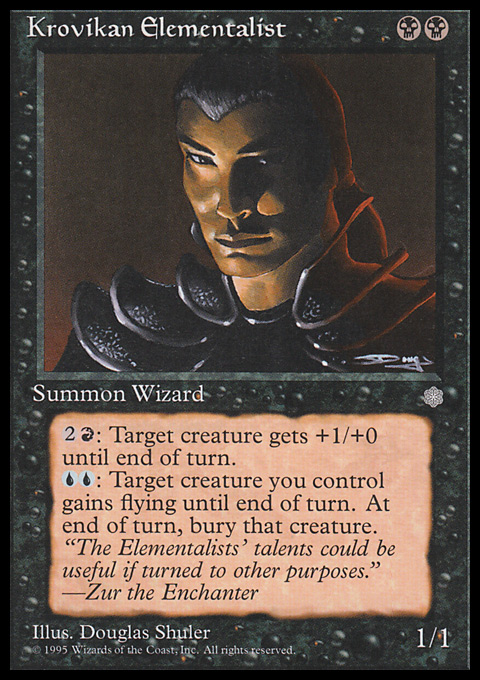 Krovikan Elementalist
Doug
Summon Wizard
2: Target creature gets +1/+0
until end of turn.
: Target creature you control
gains flying until end of turn. At
end of turn, bury that creature.
“The Elementalists’ talents could be
useful if turned to other purposes.”
—Zur the Enchanter
Illus. Douglas Shuler
1/1
© 1995 Wizards of the Coast, Inc. All rights reserved.